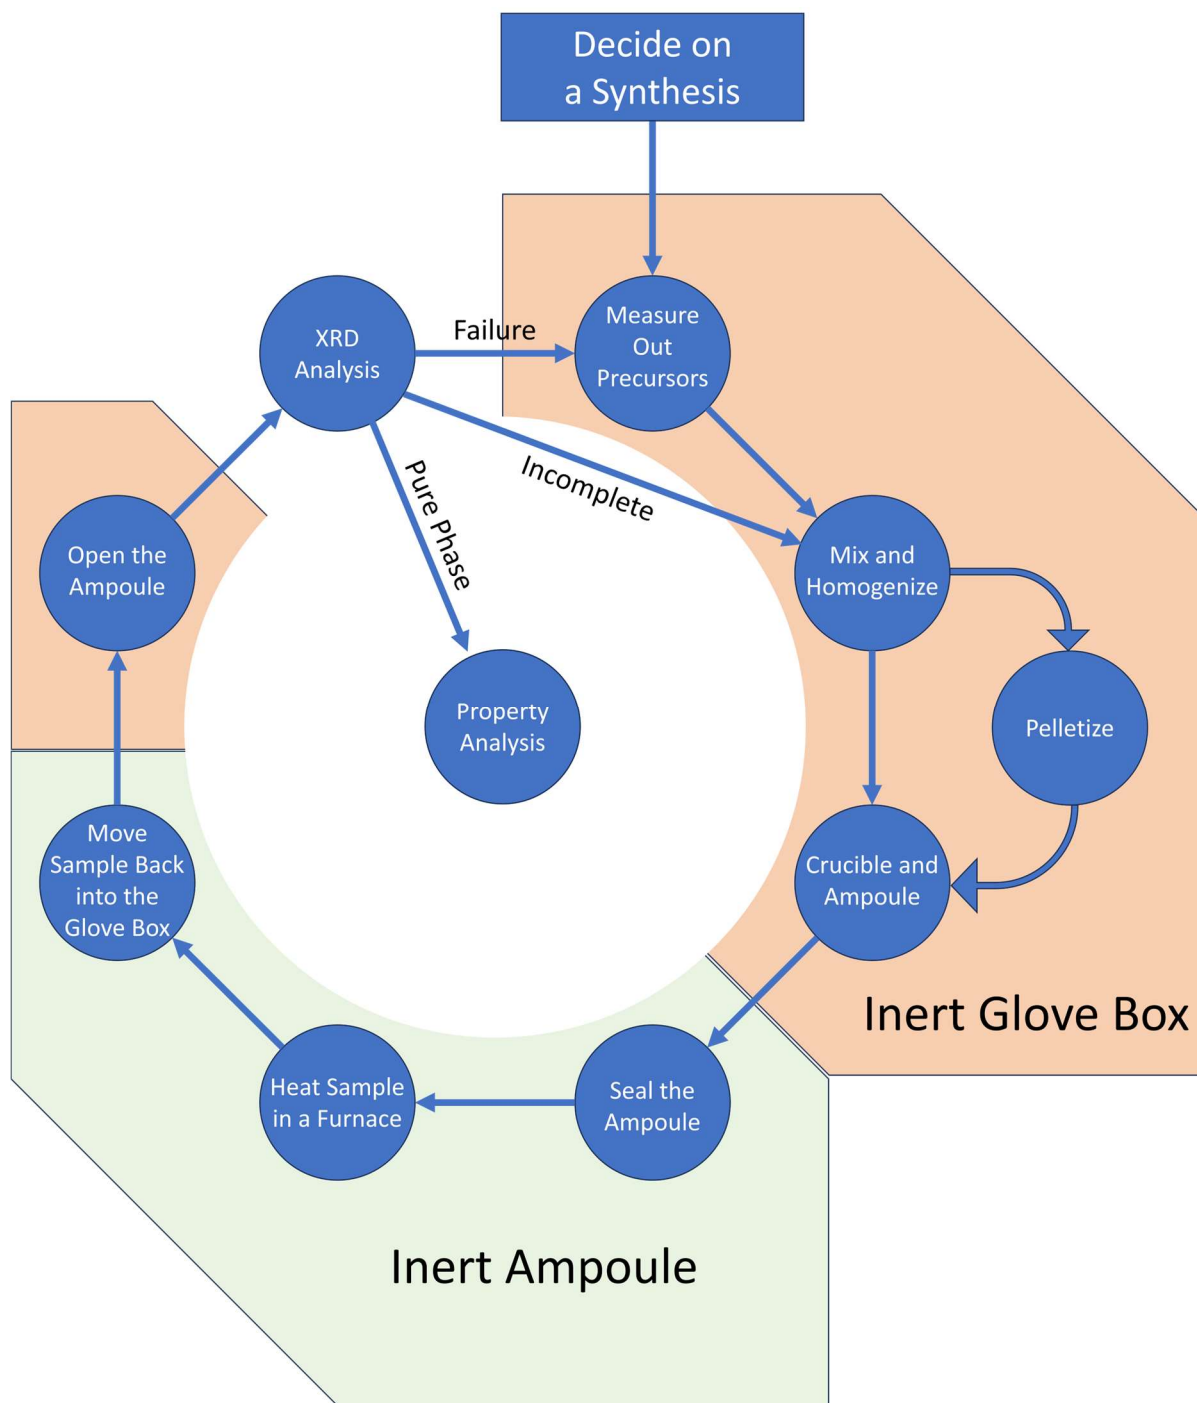 Decide on
a Synthesis
XRD
Analysis
Failure
Measure
Out
Precursors
Incomplete
Pure Phase
Open the
Ampoule
Mix and
Homogenize
Property
Analysis
Pelletize
Move
Sample Back
into the
Glove Box
Crucible and
Ampoule
Inert Glove Box
Heat Sample
in a Furnace
Seal the
Ampoule
Inert Ampoule